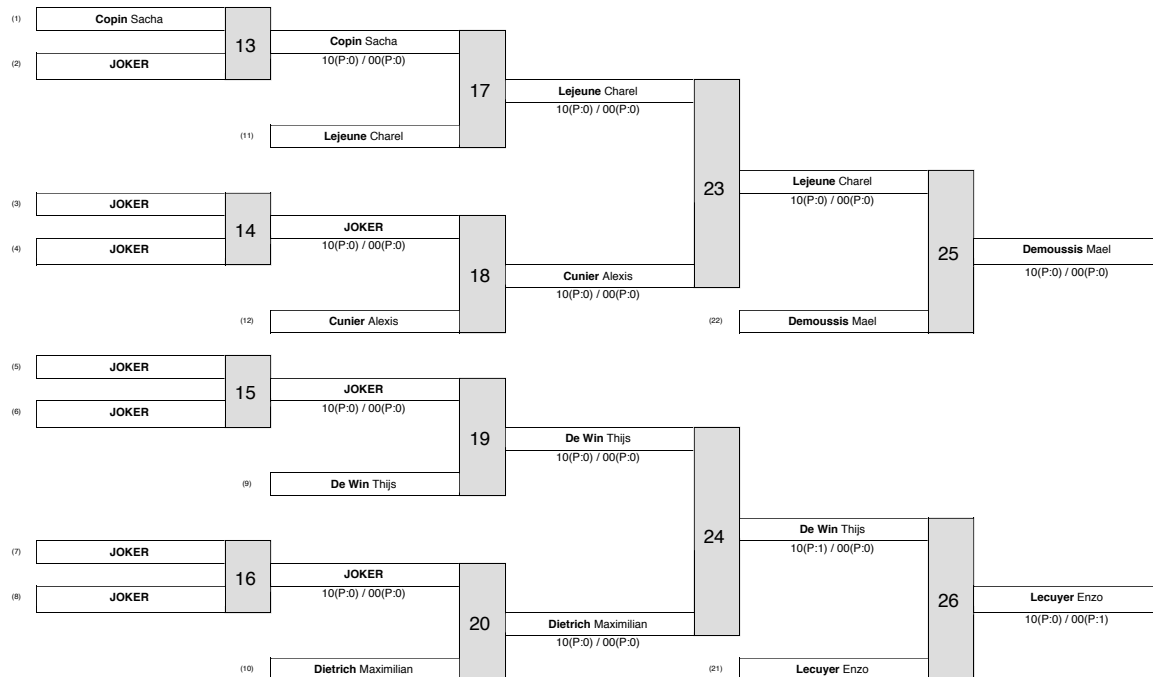 (1) Copin Sacha
13
Copin Sacha
10(P:0) / 00(P:0)
(2) JOKER
17
Lejeune Charel
10(P:0) / 00(P:0)
(11) Lejeune Charel
23
Lejeune Charel
10(P:0) / 00(P:0)
(3) JOKER
14
JOKER
10(P:0) / 00(P:0)
(4) JOKER
18
Cunier Alexis
10(P:0) / 00(P:0)
(12) Cunier Alexis
25
Demoussis Mael
10(P:0) / 00(P:0)
(22) Demoussis Mael
(5) JOKER
15
JOKER
10(P:0) / 00(P:0)
(6) JOKER
19
De Win Thijs
10(P:0) / 00(P:0)
(9) De Win Thijs
24
De Win Thijs
10(P:1) / 00(P:0)
(7) JOKER
16
JOKER
10(P:0) / 00(P:0)
(8) JOKER
20
Dietrich Maximilian
10(P:0) / 00(P:0)
(10) Dietrich Maximilian
26
Lecuyer Enzo
10(P:0) / 00(P:1)
(21) Lecuyer Enzo